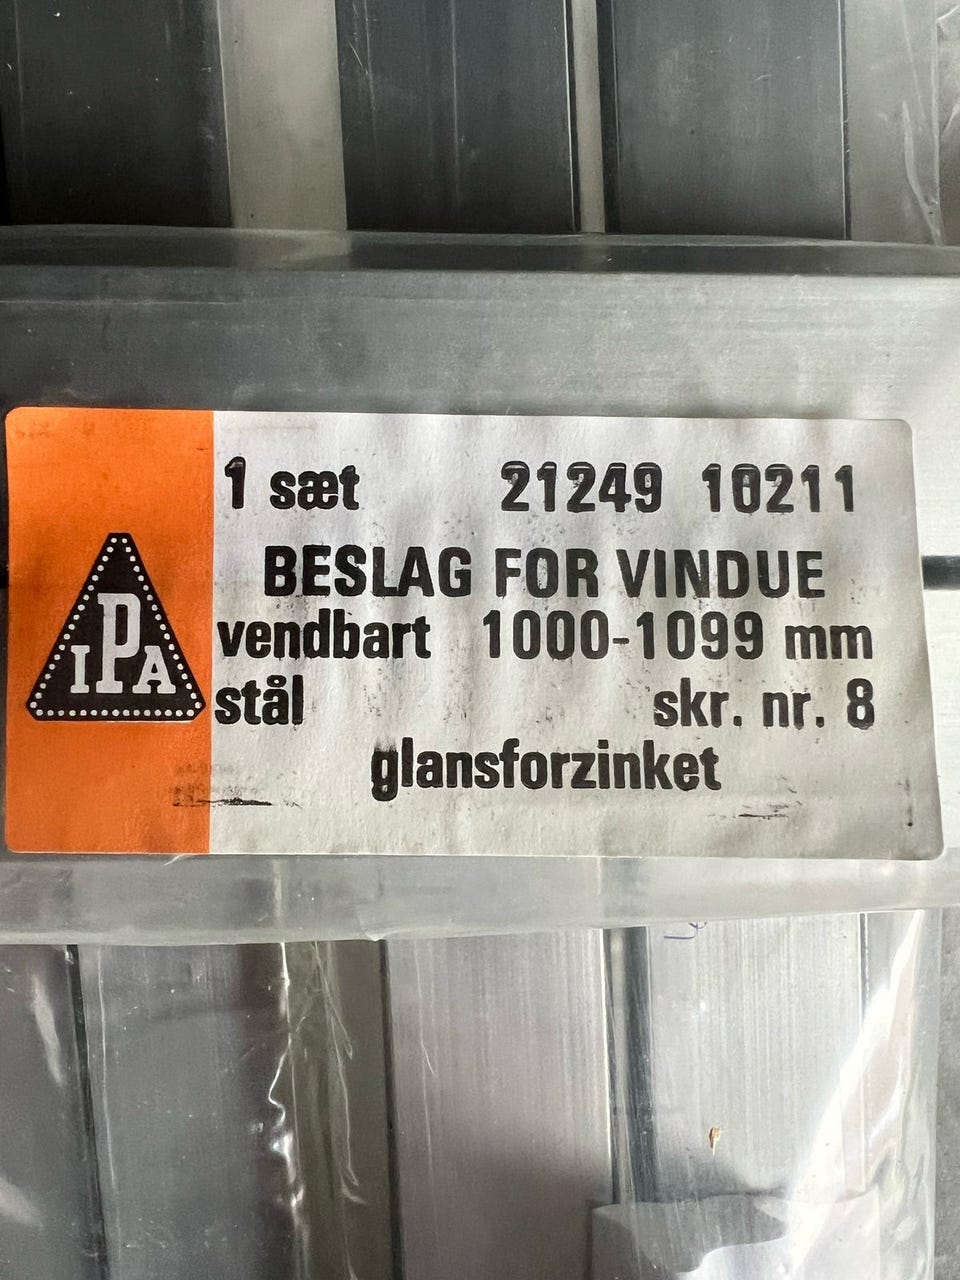 1 sæt 21249 10211
BESLAG FOR VINDUE
vendbart 1000-1099 mm
IPA
stål skr. nr. 8
glansforzinket